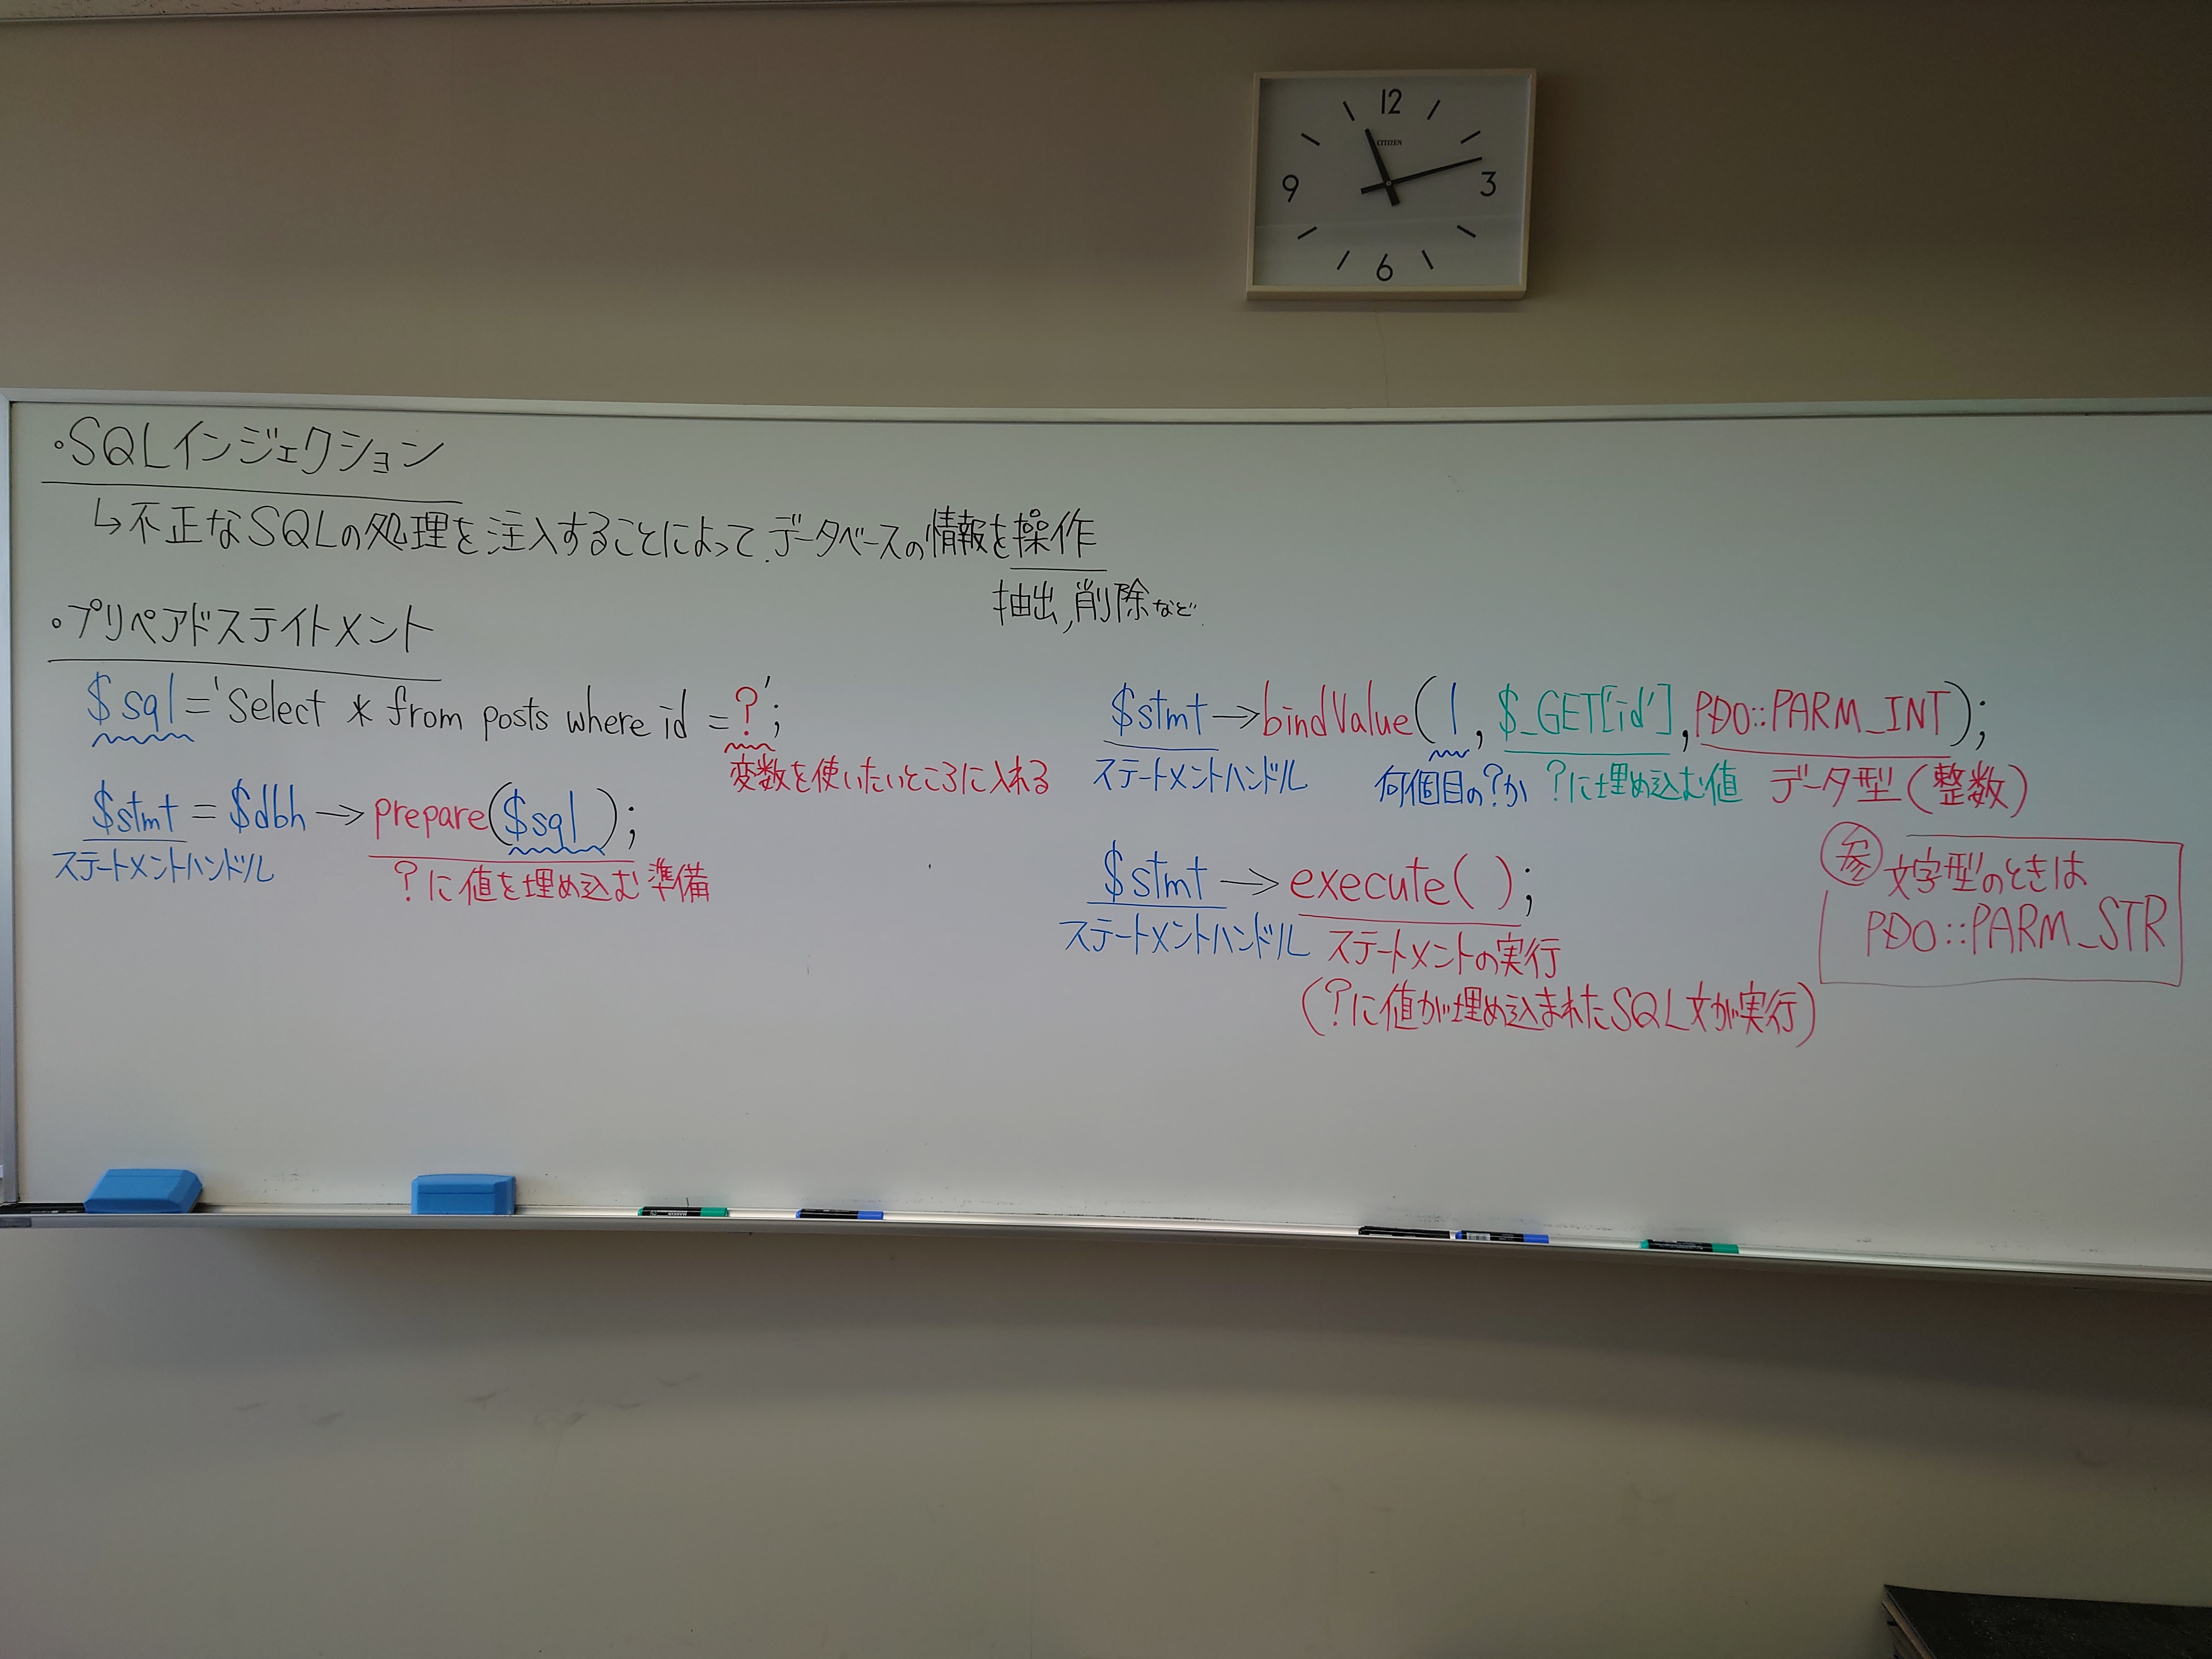 12
CITIZEN
9
3
6
・SQLインジェクション
↳不正なSQLの処理を注入することによって、データベースの情報を操作
抽出,削除など
・プリペアドステイトメント
$sql='Select * from posts where id = ?';
変数を使いたいところに入れる
$stmt = $dbh→prepare($sql);
ステートメントハンドル
?に値を埋め込む準備
$stmt→bindValue(1, $_GET['id'], PDO::PARM_INT);
ステートメントハンドル 何個目の?か ?に埋め込む値 データ型(整数)
$stmt→execute( );
ステートメントハンドル ステートメントの実行
(?に値が埋め込まれたSQL文が実行)
参 文字型のときは
PDO::PARM_STR